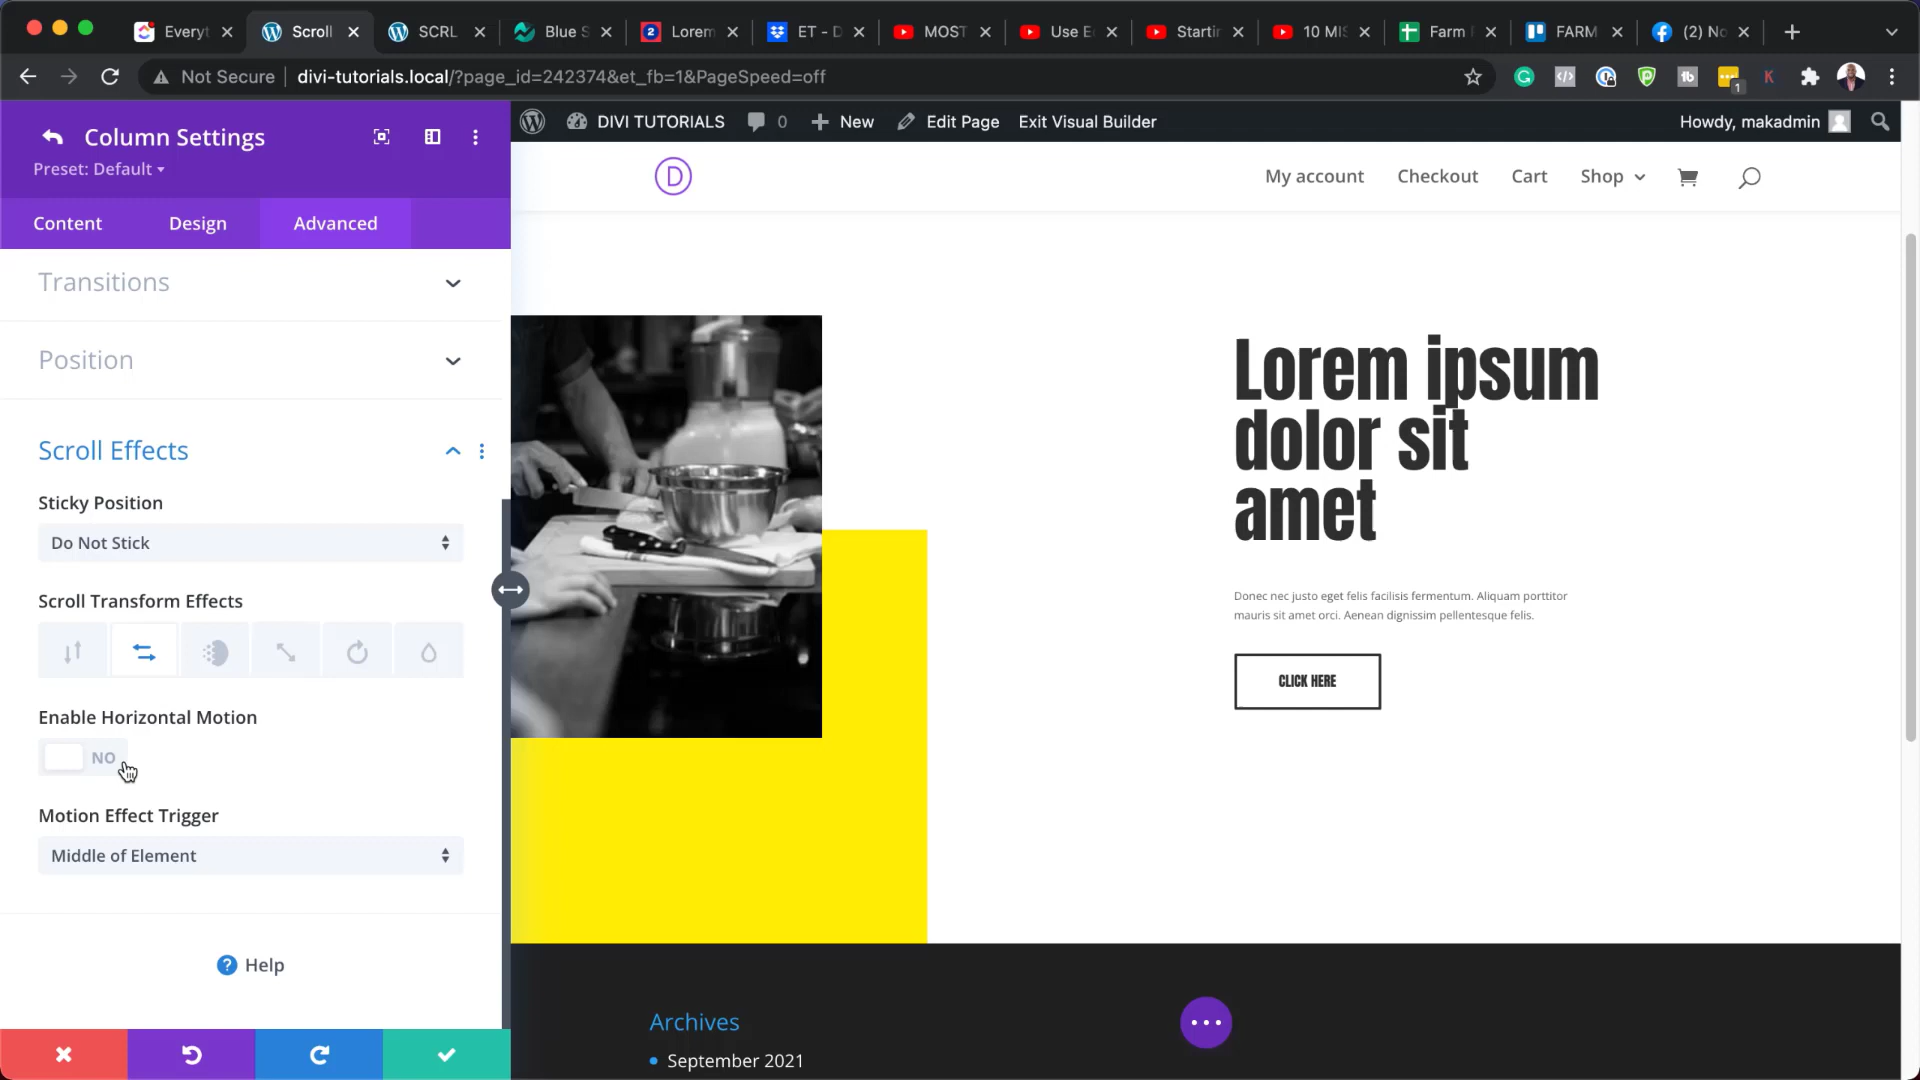 Everyt
Scroll
SCRL
Blue S
Lorem
ET - D
MOST
Use E
Startin
10 MIS
Farm
FARM
(2) No
Not Secure
divi-tutorials.local/?page_id=242374&et_fb=1&PageSpeed=off
1
Column Settings
Preset: Default
Content
Design
Advanced
Transitions
Position
Scroll Effects
Sticky Position
Do Not Stick
Scroll Transform Effects
Enable Horizontal Motion
NO
Motion Effect Trigger
Middle of Element
Help
DIVI TUTORIALS
0
New
Edit Page
Exit Visual Builder
Howdy, makadmin
D
My account
Checkout
Cart
Shop
Lorem ipsum
dolor sit
amet
Donec nec justo eget felis facilisis fermentum. Aliquam porttitor
mauris sit amet orci. Aenean dignissim pellentesque felis.
CLICK HERE
Archives
September 2021